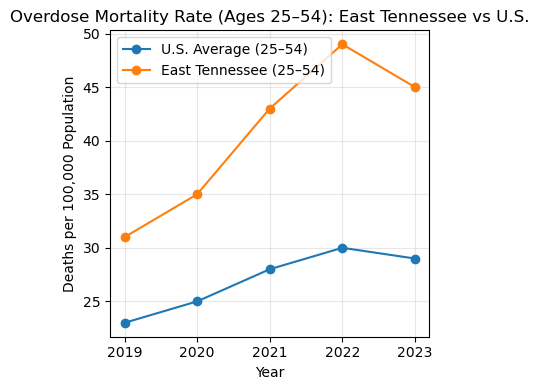 Overdose Mortality Rate (Ages 25–54): East Tennessee vs U.S.
U.S. Average (25–54)
East Tennessee (25–54)
Deaths per 100,000 Population
50
45
40
35
30
25
2019 2020 2021 2022 2023
Year